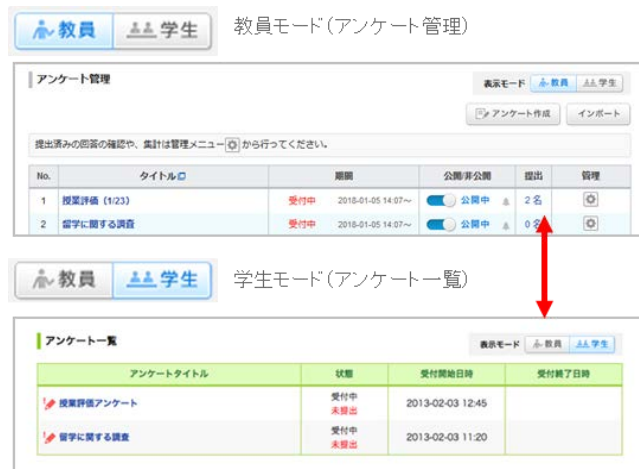 教員 学生 教員モード(アンケート管理)
アンケート管理 表示モード 教員 学生
アンケート作成 インポート
提出済みの回答の確認や、集計は管理メニュー から行ってください。
No. タイトル 期間 公開/非公開 提出 管理
1 授業評価 (1/23) 受付中 2018-01-05 14:07～ 公開中 2名
2 留学に関する調査 受付中 2018-01-05 14:07～ 公開中 0名
教員 学生 学生モード(アンケート一覧)
アンケート一覧 表示モード 教員 学生
アンケートタイトル 状態 受付開始日時 受付終了日時
授業評価アンケート 受付中 2013-02-03 12:45
未提出
留学に関する調査 受付中 2013-02-03 11:20
未提出